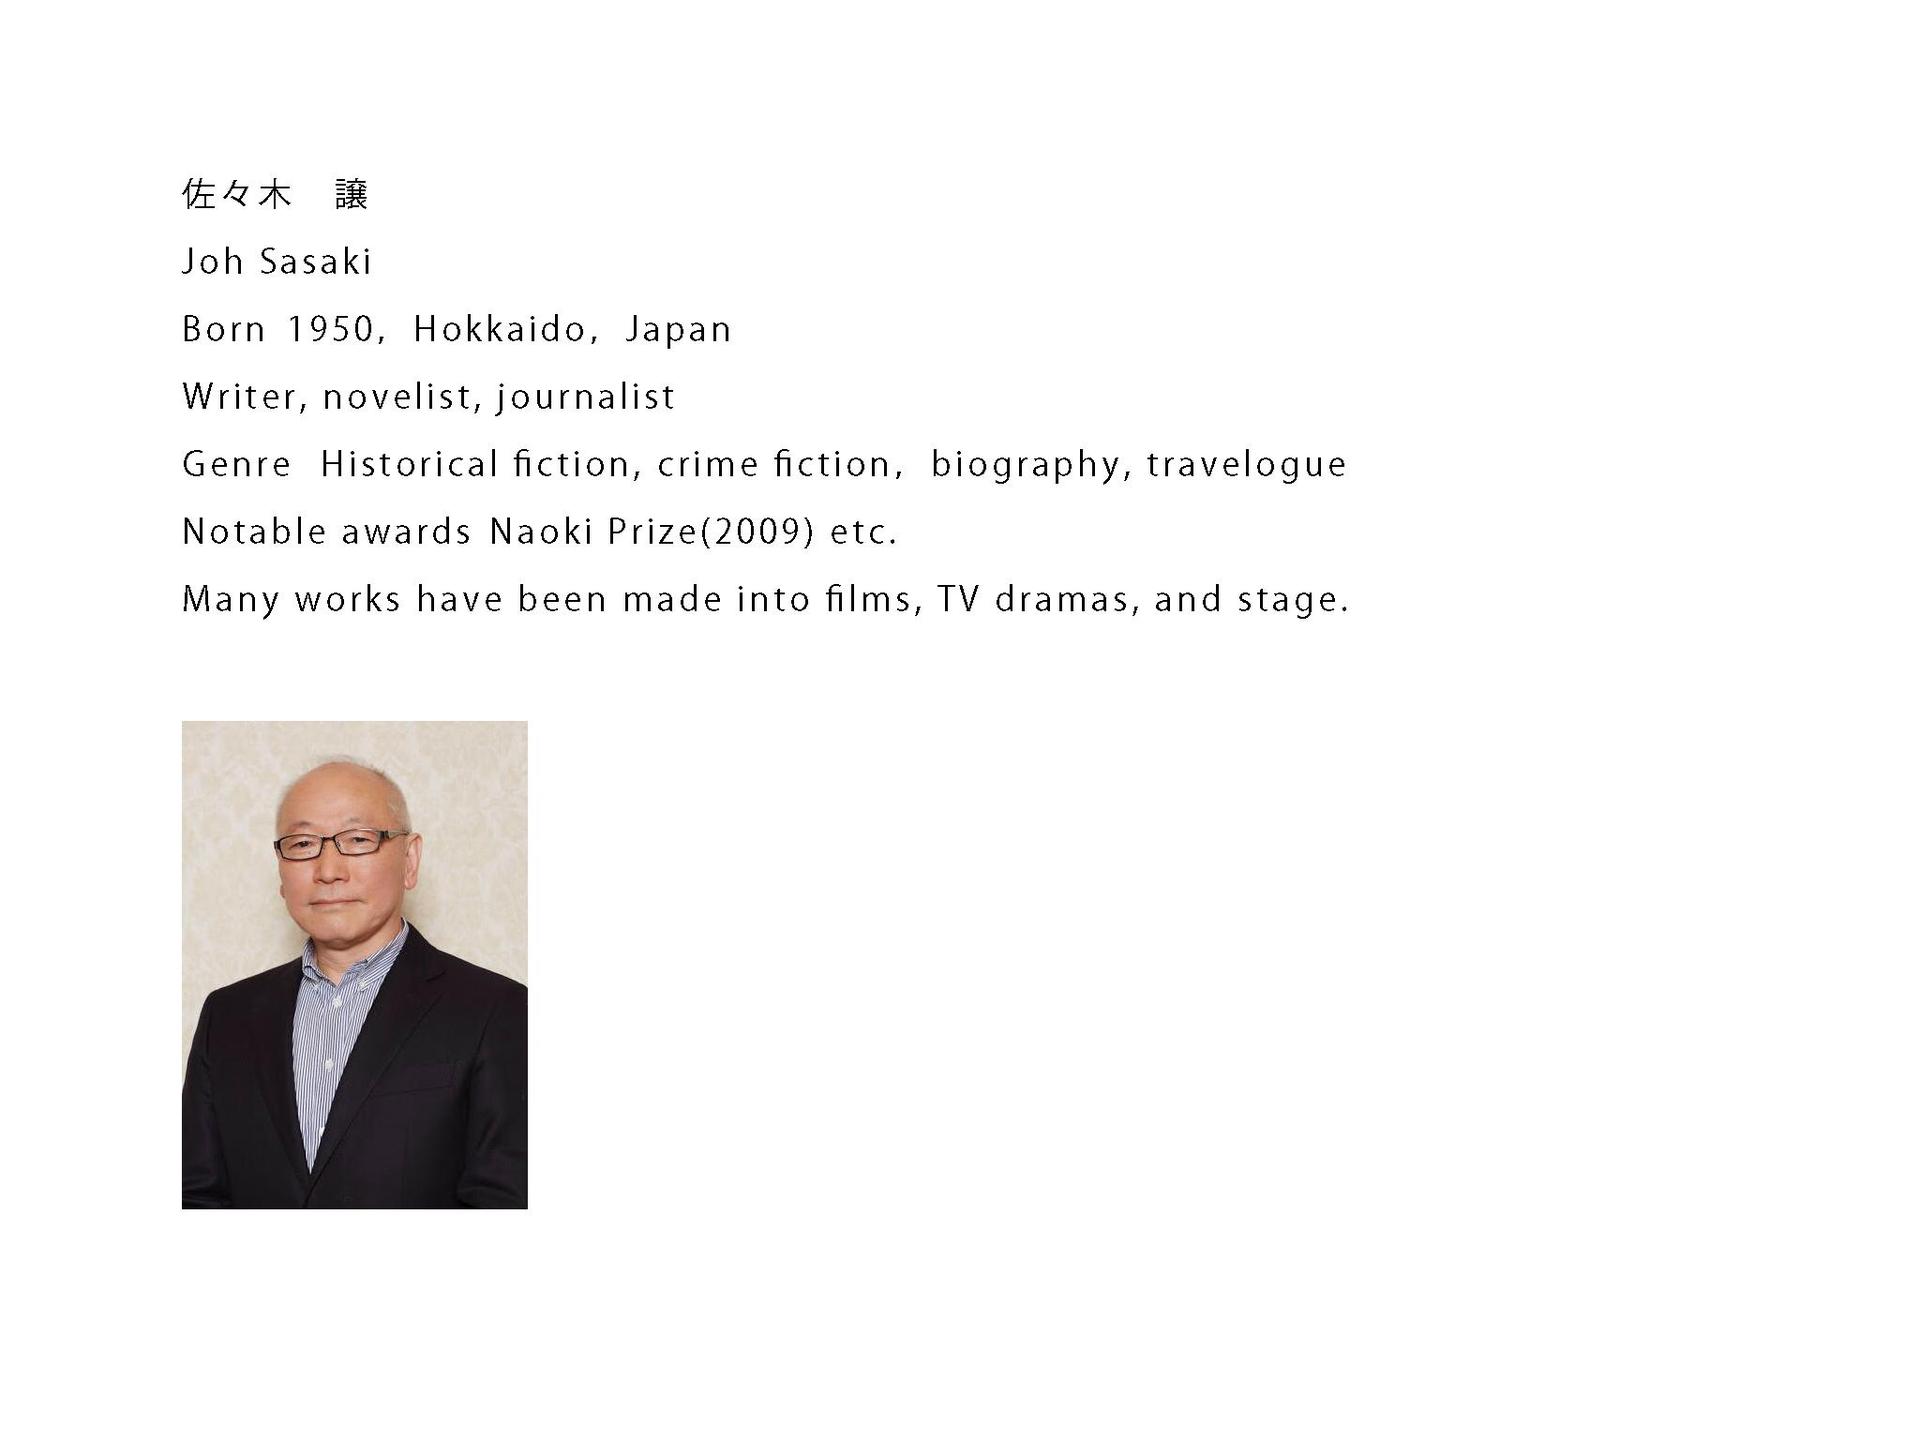 佐々木　譲
Joh Sasaki
Born 1950, Hokkaido, Japan
Writer, novelist, journalist
Genre  Historical fiction, crime fiction,  biography, travelogue
Notable awards Naoki Prize(2009) etc.
Many works have been made into films, TV dramas, and stage.